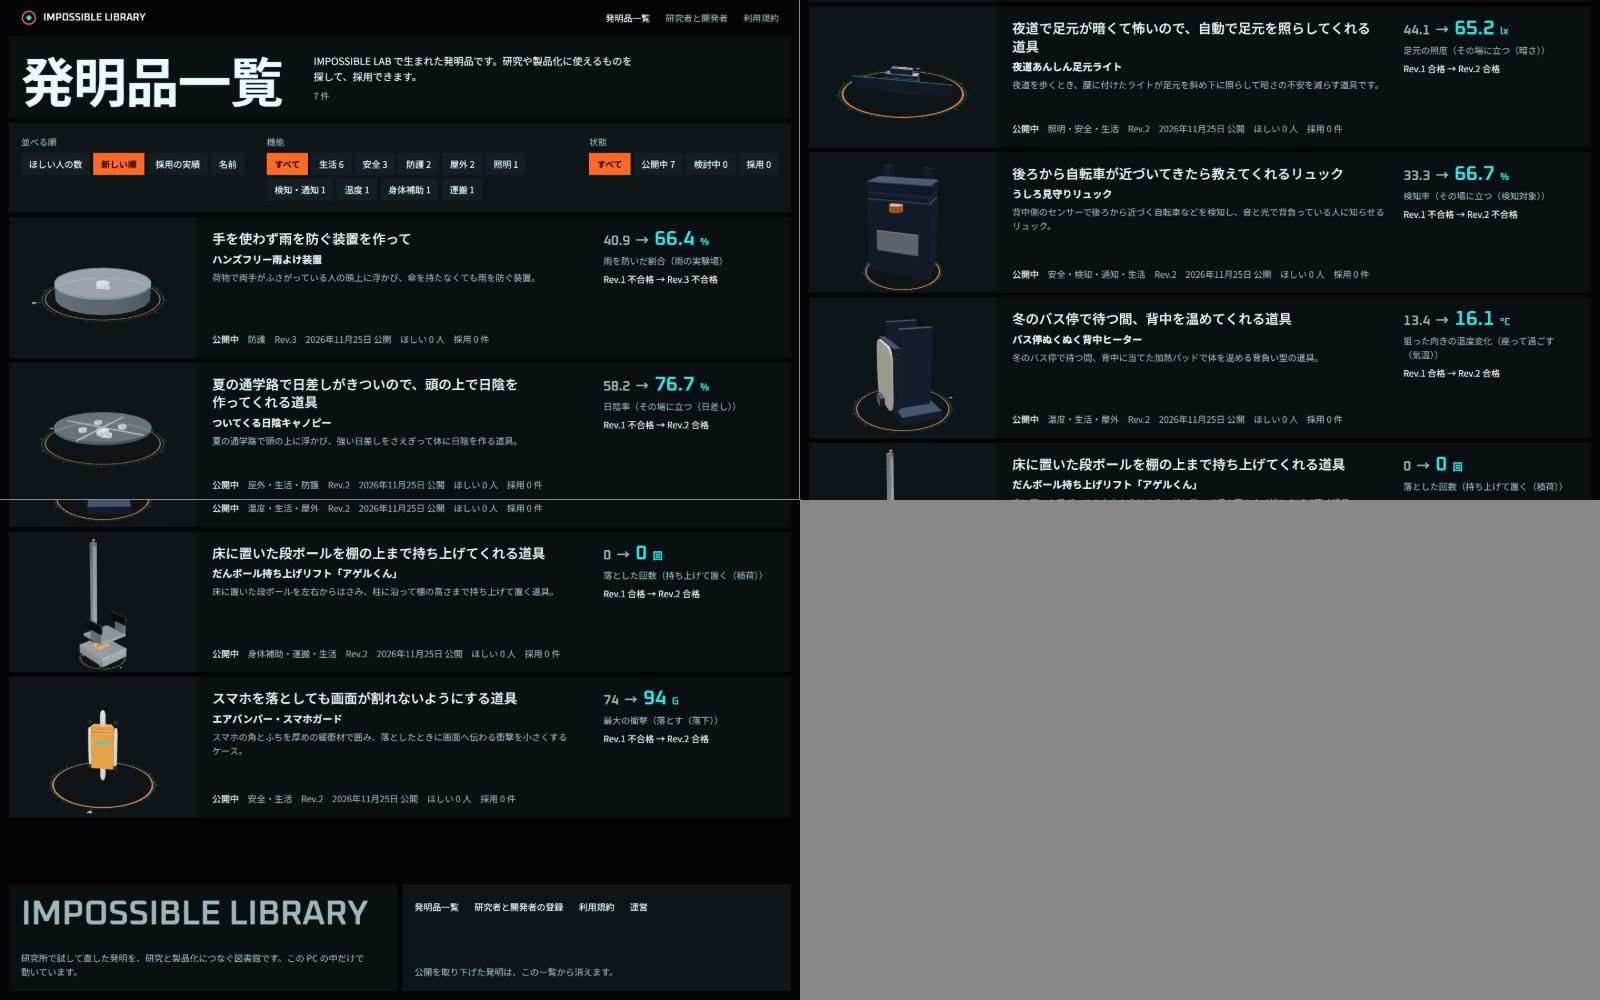 IMPOSSIBLE LIBRARY
発明品一覧 研究者と開発者 利用規約
発明品一覧
IMPOSSIBLE LAB で生まれた発明品です。研究や製品化に使えるものを
探して、採用できます。
7 件
並べる順
ほしい人の数 新しい順 採用の実績 名前
機能
すべて 生活 6 安全 3 防護 2 屋外 2 照明 1
検知・通知 1 温度 1 身体補助 1 運搬 1
状態
すべて 公開中 7 検討中 0 採用 0
手を使わず雨を防ぐ装置を作って
ハンズフリー雨よけ装置
荷物で両手がふさがっている人の頭上に浮かび、傘を持たなくても雨を防ぐ装置。
公開中 防護 Rev.3 2026年11月25日 公開 ほしい 0 人 採用 0 件
40.9 → 66.4 %
雨を防いだ割合（雨の実験場）
Rev.1 不合格 → Rev.3 不合格
夏の通学路で日差しがきついので、頭の上で日陰を
作ってくれる道具
ついてくる日陰キャノピー
夏の通学路で頭の上に浮かび、強い日差しをさえぎって体に日陰を作る道具。
公開中 屋外・生活・防護 Rev.2 2026年11月25日 公開 ほしい 0 人 採用 0 件
58.2 → 76.7 %
日陰率（その場に立つ（日差し））
Rev.1 不合格 → Rev.2 合格
夜道で足元が暗くて怖いので、自動で足元を照らしてくれる
道具
夜道あんしん足元ライト
夜道を歩くとき、腰に付けたライトが足元を斜め下に照らして暗さの不安を減らす道具です。
公開中 照明・安全・生活 Rev.2 2026年11月25日 公開 ほしい 0 人 採用 0 件
44.1 → 65.2 lx
足元の照度（その場に立つ（暗さ））
Rev.1 合格 → Rev.2 合格
後ろから自転車が近づいてきたら教えてくれるリュック
うしろ見守りリュック
背中側のセンサーで後ろから近づく自転車などを検知し、音と光で背負っている人に知らせる
リュック。
公開中 安全・検知・通知・生活 Rev.2 2026年11月25日 公開 ほしい 0 人 採用 0 件
33.3 → 66.7 %
検知率（その場に立つ（検知対象））
Rev.1 不合格 → Rev.2 不合格
冬のバス停で待つ間、背中を温めてくれる道具
バス停ぬくぬく背中ヒーター
冬のバス停で待つ間、背中に当てた加熱パッドで体を温める背負い型の道具。
公開中 温度・生活・屋外 Rev.2 2026年11月25日 公開 ほしい 0 人 採用 0 件
13.4 → 16.1 ℃
狙った向きの温度変化（座って過ごす
（気温））
Rev.1 合格 → Rev.2 合格
床に置いた段ボールを棚の上まで持ち上げてくれる道具
だんボール持ち上げリフト「アゲルくん」
0 → 0 回
落とした回数（持ち上げて置く（積荷））
公開中 温度・生活・屋外 Rev.2 2026年11月25日 公開 ほしい 0 人 採用 0 件
床に置いた段ボールを棚の上まで持ち上げてくれる道具
だんボール持ち上げリフト「アゲルくん」
床に置いた段ボールを左右からはさみ、柱に沿って棚の高さまで持ち上げて置く道具。
公開中 身体補助・運搬・生活 Rev.2 2026年11月25日 公開 ほしい 0 人 採用 0 件
0 → 0 回
落とした回数（持ち上げて置く（積荷））
Rev.1 合格 → Rev.2 合格
スマホを落としても画面が割れないようにする道具
エアバンパー・スマホガード
スマホの角とふちを厚めの緩衝材で囲み、落としたときに画面へ伝わる衝撃を小さくする
ケース。
公開中 安全・生活 Rev.2 2026年11月25日 公開 ほしい 0 人 採用 0 件
74 → 94 G
最大の衝撃（落とす（落下））
Rev.1 不合格 → Rev.2 合格
IMPOSSIBLE LIBRARY
研究所で試して直した発明を、研究と製品化につなぐ図書館です。この PC の中だけで
動いています。
発明品一覧 研究者と開発者の登録 利用規約 運営
公開を取り下げた発明は、この一覧から消えます。